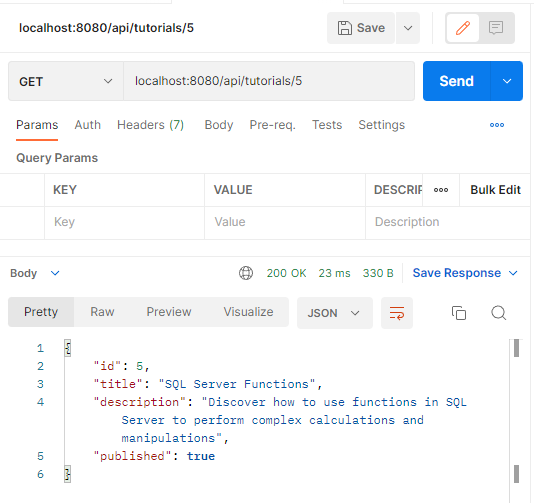 localhost:8080/api/tutorials/5
Save
GET localhost:8080/api/tutorials/5 Send
Params Auth Headers (7) Body Pre-req. Tests Settings
Query Params
KEY VALUE DESCRIP Bulk Edit
Key Value Description
Body 200 OK 23 ms 330 B Save Response
Pretty Raw Preview Visualize JSON
1 {
2 "id": 5,
3 "title": "SQL Server Functions",
4 "description": "Discover how to use functions in SQL
Server to perform complex calculations and
manipulations",
5 "published": true
6 }